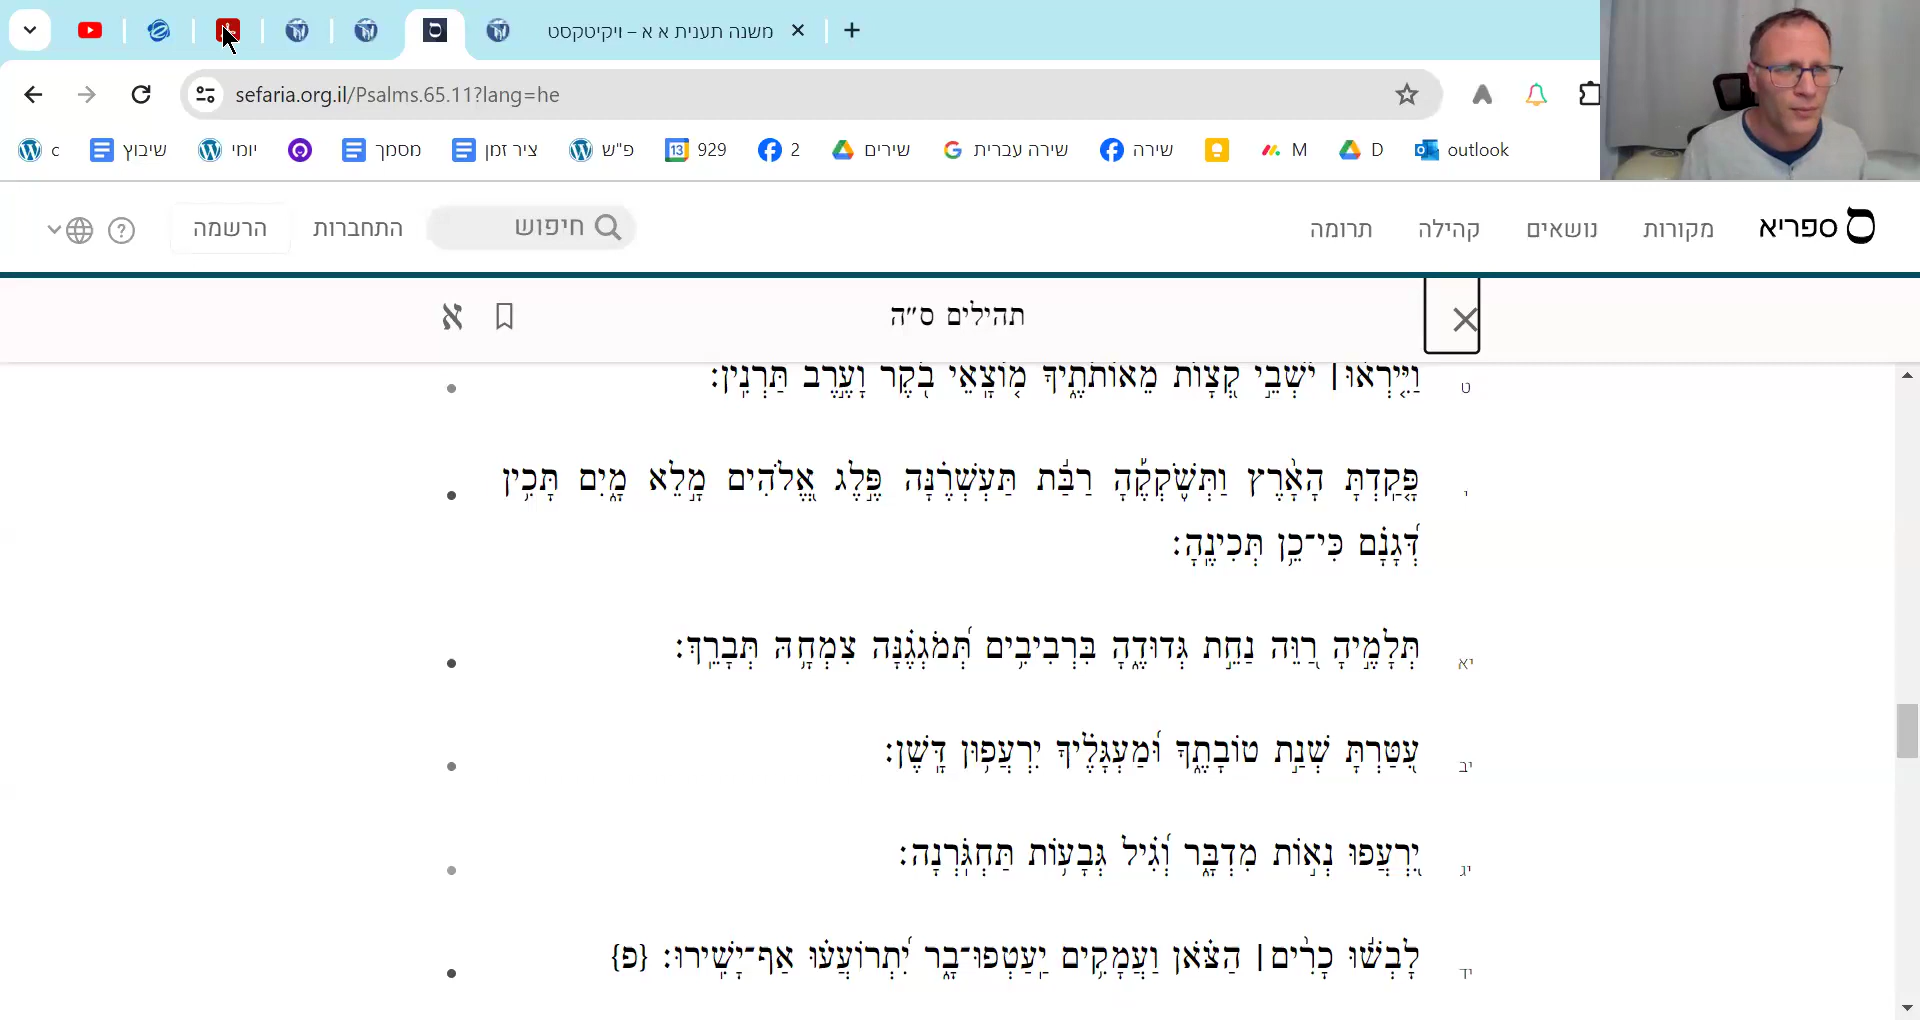 משנה תענית א א – ויקיטקסט
sefaria.org.il/Psalms.65.11?lang=he
c
שיבוץ
יומי
מסמך
ציר זמן
פ"ש
929
2
שירים
שירה עברית
שירה
M
D
outlook
ספריא
מקורות
נושאים
קהילה
תרומה
חיפוש
התחברות
הרשמה
תהילים ס״ה
ט
וַיִּ֤ירְא֨וּ ׀ יֹשְׁבֵ֣י קְ֭צָוֺת מֵאוֹתֹתֶ֑יךָ מ֤וֹצָֽאֵי בֹ֖קֶר וָעֶ֣רֶב תַּרְנִֽין׃
י
פָּקַ֥דְתָּ הָאָ֨רֶץ וַתְּשֹׁ֪קְקֶ֡הָ רַבַּ֬ת תַּעְשְׁרֶ֗נָּה פֶּ֣לֶג אֱ֭לֹהִים מָ֣לֵא מָ֑יִם תָּכִ֥ין
דְּ֝גָנָ֗ם כִּי־כֵ֥ן תְּכִינֶֽהָ׃
יא
תְּלָמֶ֣יהָ רַ֭וֵּה נַחֵ֣ת גְּדוּדֶ֑הָ בִּרְבִיבִ֥ים תְּ֝מֹגְגֶ֗נָּה צִמְחָ֥הּ תְּבָרֵֽךְ׃
יב
עִ֭טַּרְתָּ שְׁנַ֣ת טוֹבָתֶ֑ךָ וּ֝מַעְגָּלֶ֗יךָ יִרְעֲפ֥וּן דָּֽשֶׁן׃
יג
יִ֭רְעֲפוּ נְא֣וֹת מִדְבָּ֑ר וְ֝גִ֗יל גְּבָע֥וֹת תַּחְגֹּֽרְנָה׃
יד
לָבְשׁ֬וּ כָרִ֨ים ׀ הַצֹּ֗אן וַעֲמָקִ֥ים יַֽעַטְפוּ־בָ֑ר יִ֝תְרוֹעֲע֗וּ אַף־יָשִֽׁירוּ׃ {פ}